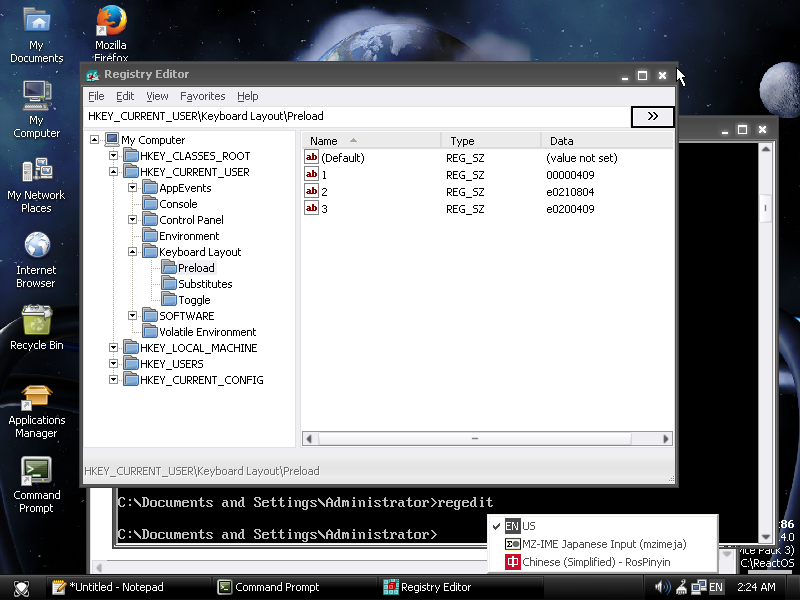 My
Documents
Mozilla
Firefox
My
Computer
My Network
Places
Internet
Browser
Recycle Bin
Applications
Manager
Command
Prompt
Registry Editor
File Edit View Favorites Help
HKEY_CURRENT_USER\Keyboard Layout\Preload
>>
My Computer
HKEY_CLASSES_ROOT
HKEY_CURRENT_USER
AppEvents
Console
Control Panel
Environment
Keyboard Layout
Preload
Substitutes
Toggle
SOFTWARE
Volatile Environment
HKEY_LOCAL_MACHINE
HKEY_USERS
HKEY_CURRENT_CONFIG
Name Type Data
ab (Default) REG_SZ (value not set)
ab 1 REG_SZ 00000409
ab 2 REG_SZ e0210804
ab 3 REG_SZ e0200409
HKEY_CURRENT_USER\Keyboard Layout\Preload
C:\Documents and Settings\Administrator>regedit
C:\Documents and Settings\Administrator>
EN US
MZ-IME Japanese Input (mzimeja)
中 Chinese (Simplified) - RosPinyin
:86
.4.0
ice Pack 3)
C:\ReactOS
*Untitled - Notepad
Command Prompt
Registry Editor
EN
2:24 AM